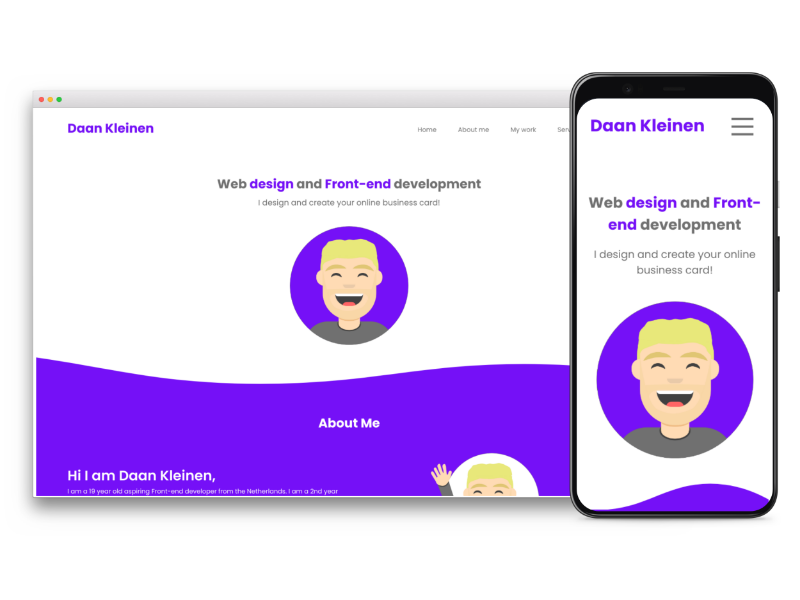 Daan Kleinen
Home About me My work
Web design and Front-end development
I design and create your online business card!
About Me
Hi I am Daan Kleinen,
I am a 19 year old aspiring Front-end developer from the Netherlands. I am a 2nd year
Daan Kleinen
Web design and Front-
end development
I design and create your online
business card!